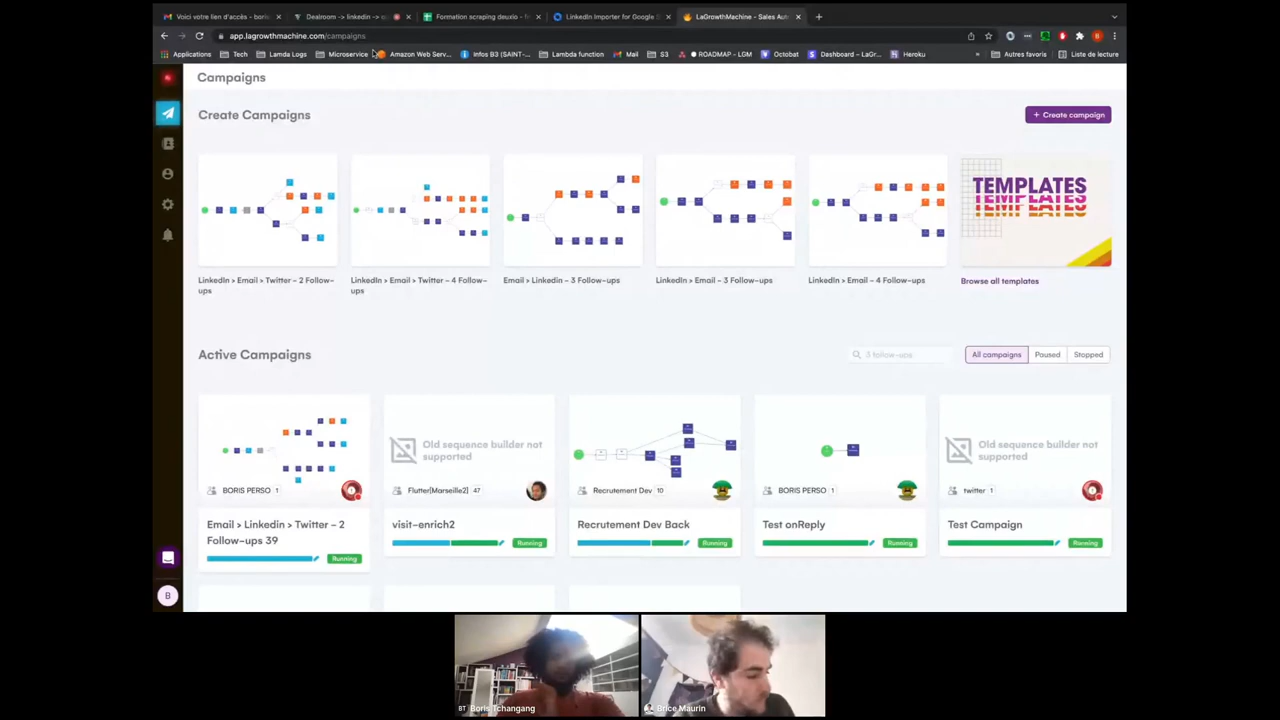 Voici votre lien d'accès - boris
Dealroom -> linkedin -> c
Formation scraping deuxio - f
LinkedIn Importer for Google S
LaGrowthMachine - Sales Au
app.lagrowthmachine.com/campaigns
Applications
Tech
Lamda Logs
Microservice
Amazon Web Serv...
Infos B3 (SAINT-...
Lambda function
Mail
S3
ROADMAP - LGM
Octobat
Dashboard – LaGr...
Heroku
»
Autres favoris
Liste de lecture
Campaigns
Create Campaigns
+ Create campaign
TEMPLATES
LinkedIn > Email > Twitter - 2 Follow-
ups
LinkedIn > Email > Twitter - 4 Follow-
ups
Email > Linkedin - 3 Follow-ups
LinkedIn > Email - 3 Follow-ups
LinkedIn > Email - 4 Follow-ups
Browse all templates
Active Campaigns
3 follow-ups
All campaigns
Paused
Stopped
Old sequence builder not
supported
Old sequence builder not
supported
BORIS PERSO 1
Flutter[Marseille2] 47
Recrutement Dev 10
BORIS PERSO 1
twitter 1
Email > Linkedin > Twitter - 2
Follow-ups 39
Running
visit-enrich2
Running
Recrutement Dev Back
Running
Test onReply
Running
Test Campaign
Running
B
BT Boris Tchangang
Brice Maurin